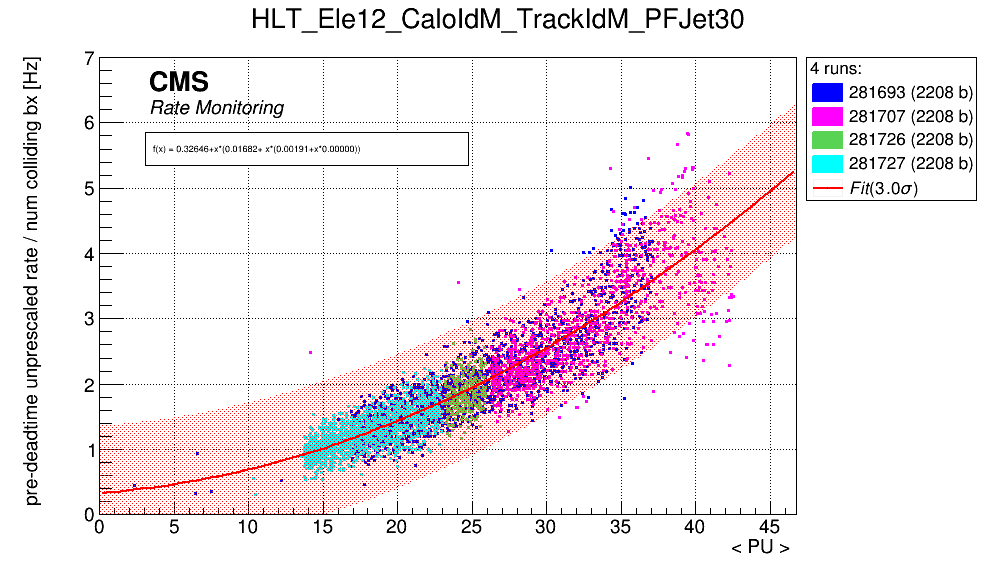 HLT_Ele12_CaloIdM_TrackIdM_PFJet30
pre-deadtime unprescaled rate / num colliding bx [Hz]
7
6
5
4
3
2
1
0
CMS
Rate Monitoring
f(x) = 0.32646+x*(0.01682+ x*(0.00191+x*0.00000))
0 5 10 15 20 25 30 35 40 45
< PU >
4 runs:
281693 (2208 b)
281707 (2208 b)
281726 (2208 b)
281727 (2208 b)
Fit(3.0σ)